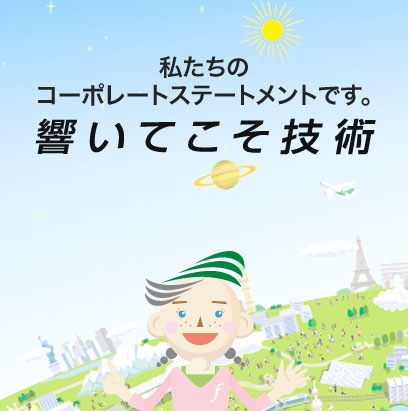 私たちの
コーポレートステートメントです。
響いてこそ技術
f